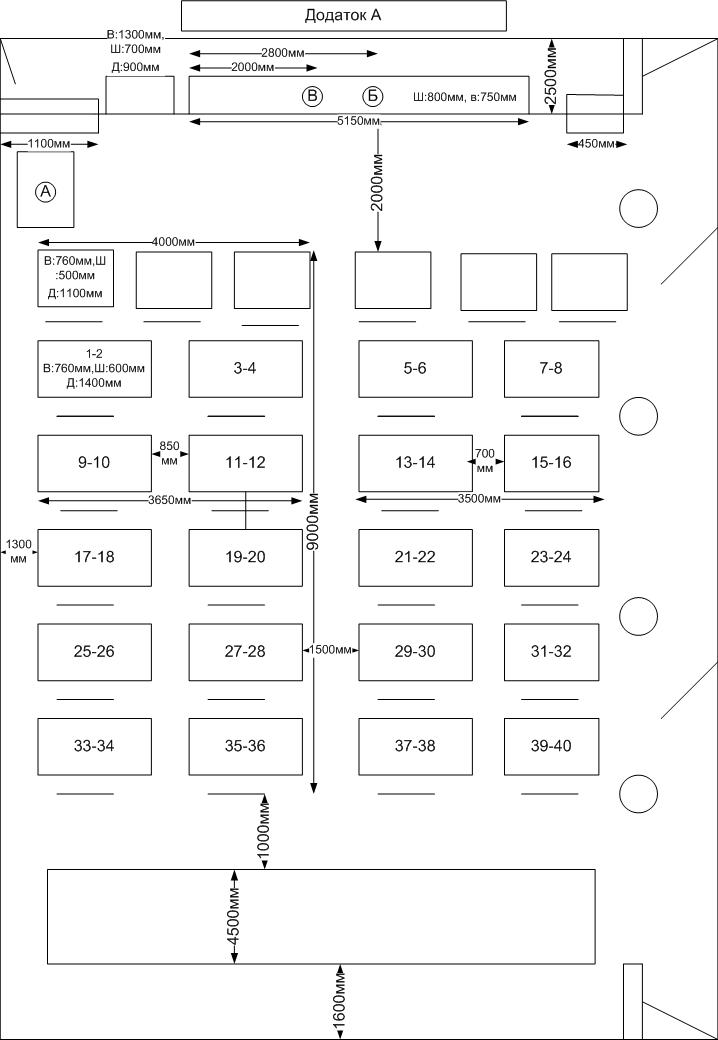 Додаток А
В:1300мм,
Ш:700мм
Д:900мм
2800мм
2000мм
2500мм
В
Б
Ш:800мм, в:750мм
5150мм
1100мм
450мм
А
2000мм
4000мм
В:760мм,Ш
:500мм
Д:1100мм
1-2
В:760мм,Ш:600мм
Д:1400мм
3-4
5-6
7-8
9-10
850
мм
11-12
13-14
700
мм
15-16
3650мм
3500мм
9000мм
1300
мм
17-18
19-20
21-22
23-24
25-26
27-28
1500мм
29-30
31-32
33-34
35-36
37-38
39-40
1000мм
4500мм
1600мм